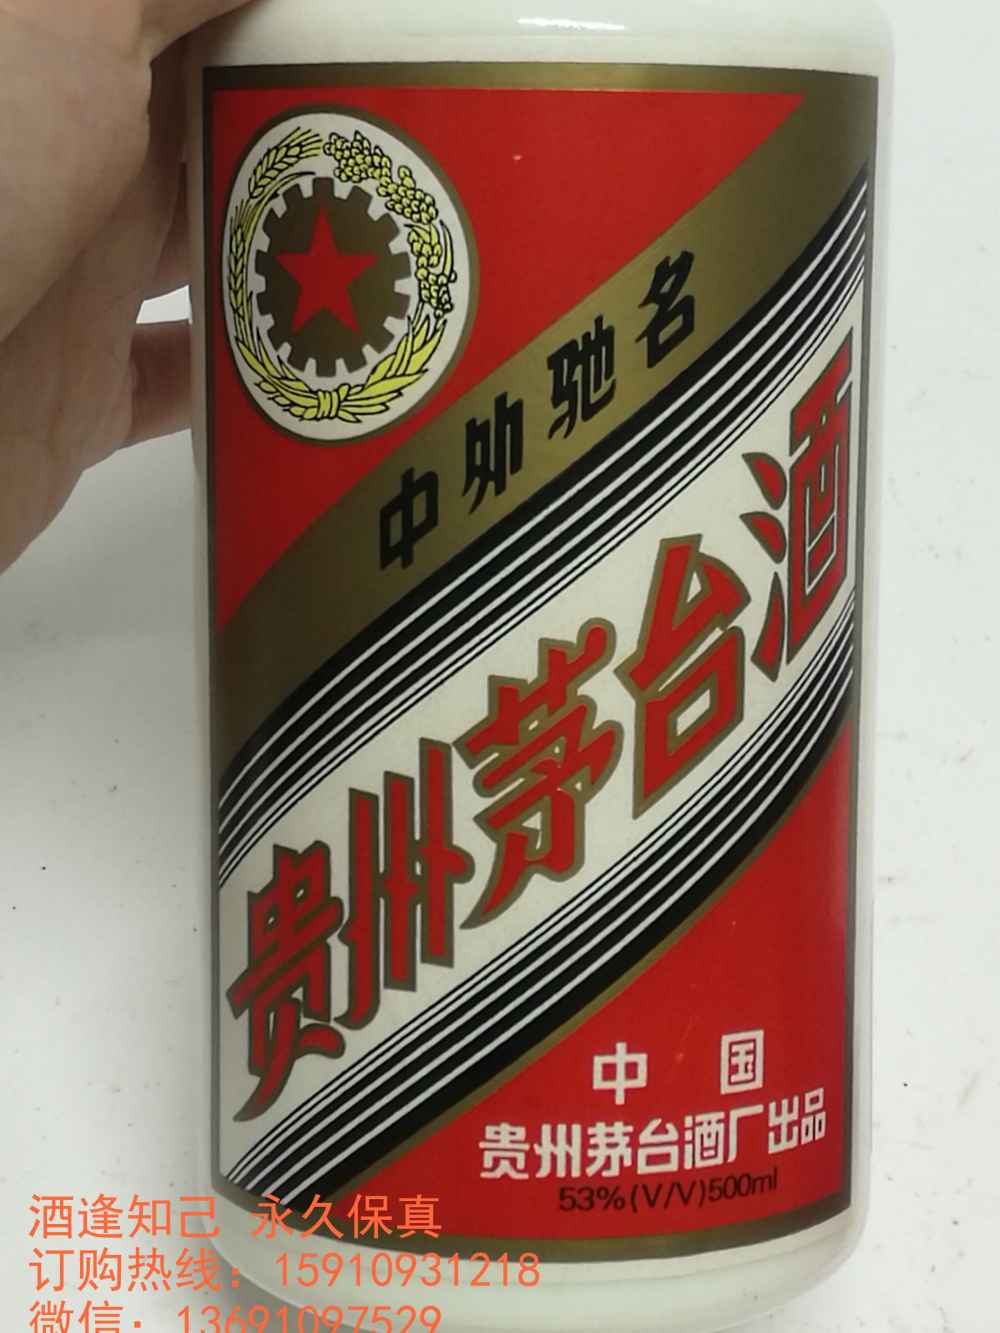 中外驰名
贵州茅台酒
中国
贵州茅台酒厂出品
53%(V/V)500ml
酒逢知己 永久保真
订购热线：15910931218
微信：13691097529